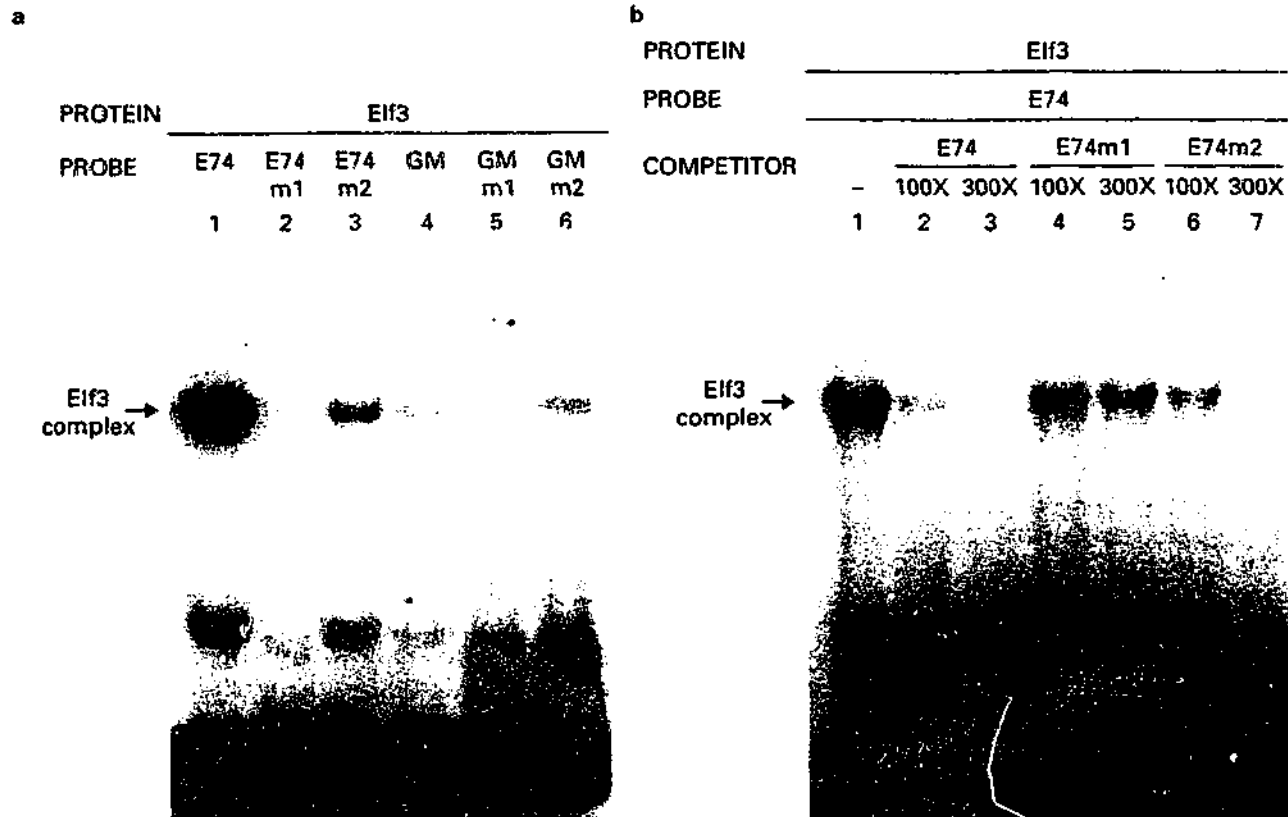 a
PROTEIN Elf3
PROBE E74 E74 m1 E74 m2 GM GM m1 GM m2
1 2 3 4 5 6
Elf3 complex
b
PROTEIN Elf3
PROBE E74
COMPETITOR – E74 E74m1 E74m2
100X 300X 100X 300X 100X 300X
1 2 3 4 5 6 7
Elf3 complex